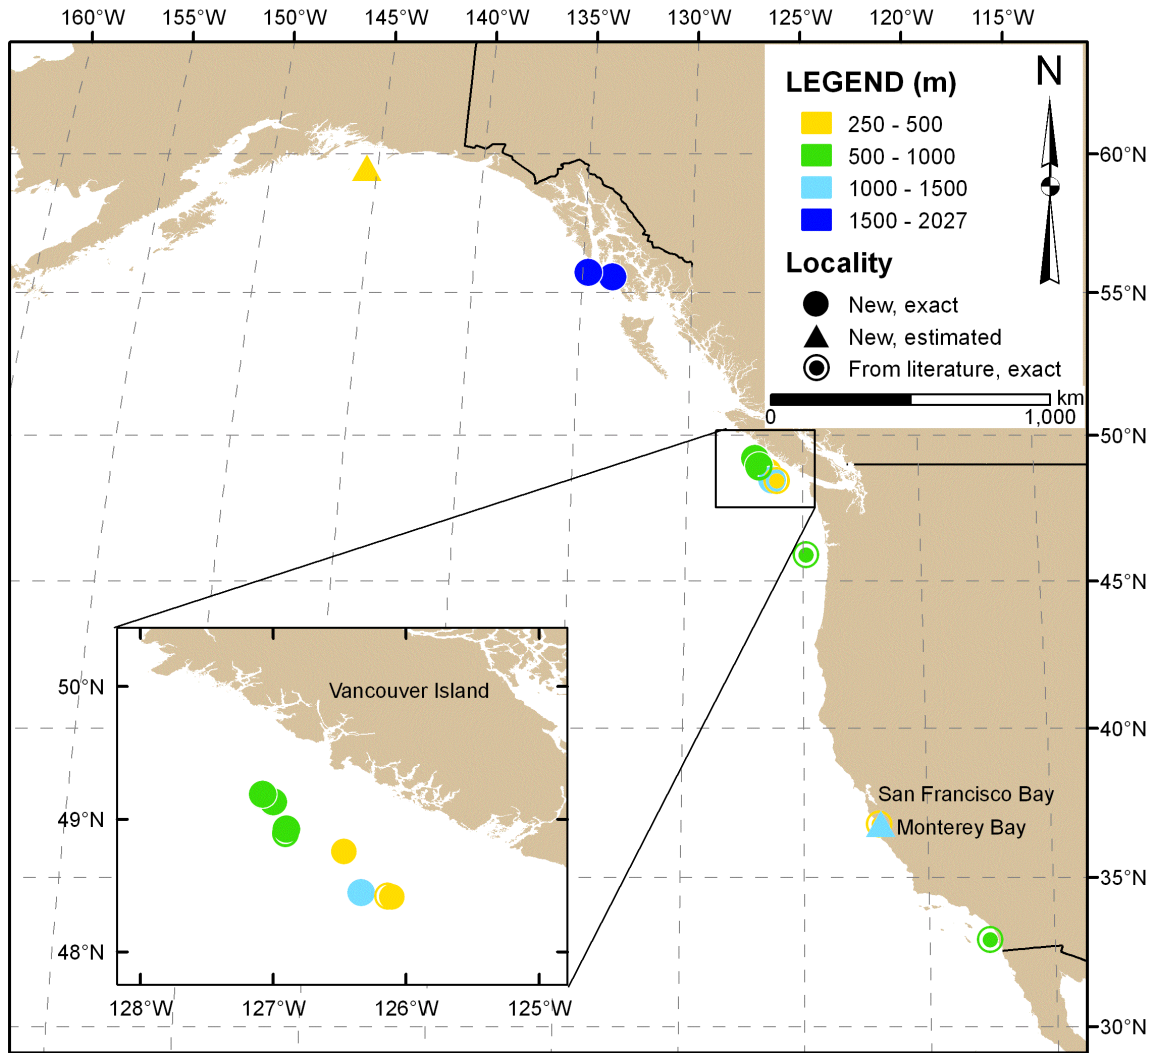 160°W 155°W 150°W 145°W 140°W 135°W 130°W 125°W 120°W 115°W
N
LEGEND (m)
250 - 500
500 - 1000
1000 - 1500
1500 - 2027
Locality
New, exact
New, estimated
From literature, exact
km
0 1,000
60°N
55°N
50°N
45°N
40°N
35°N
30°N
Vancouver Island
50°N
49°N
48°N
128°W 127°W 126°W 125°W
San Francisco Bay
Monterey Bay